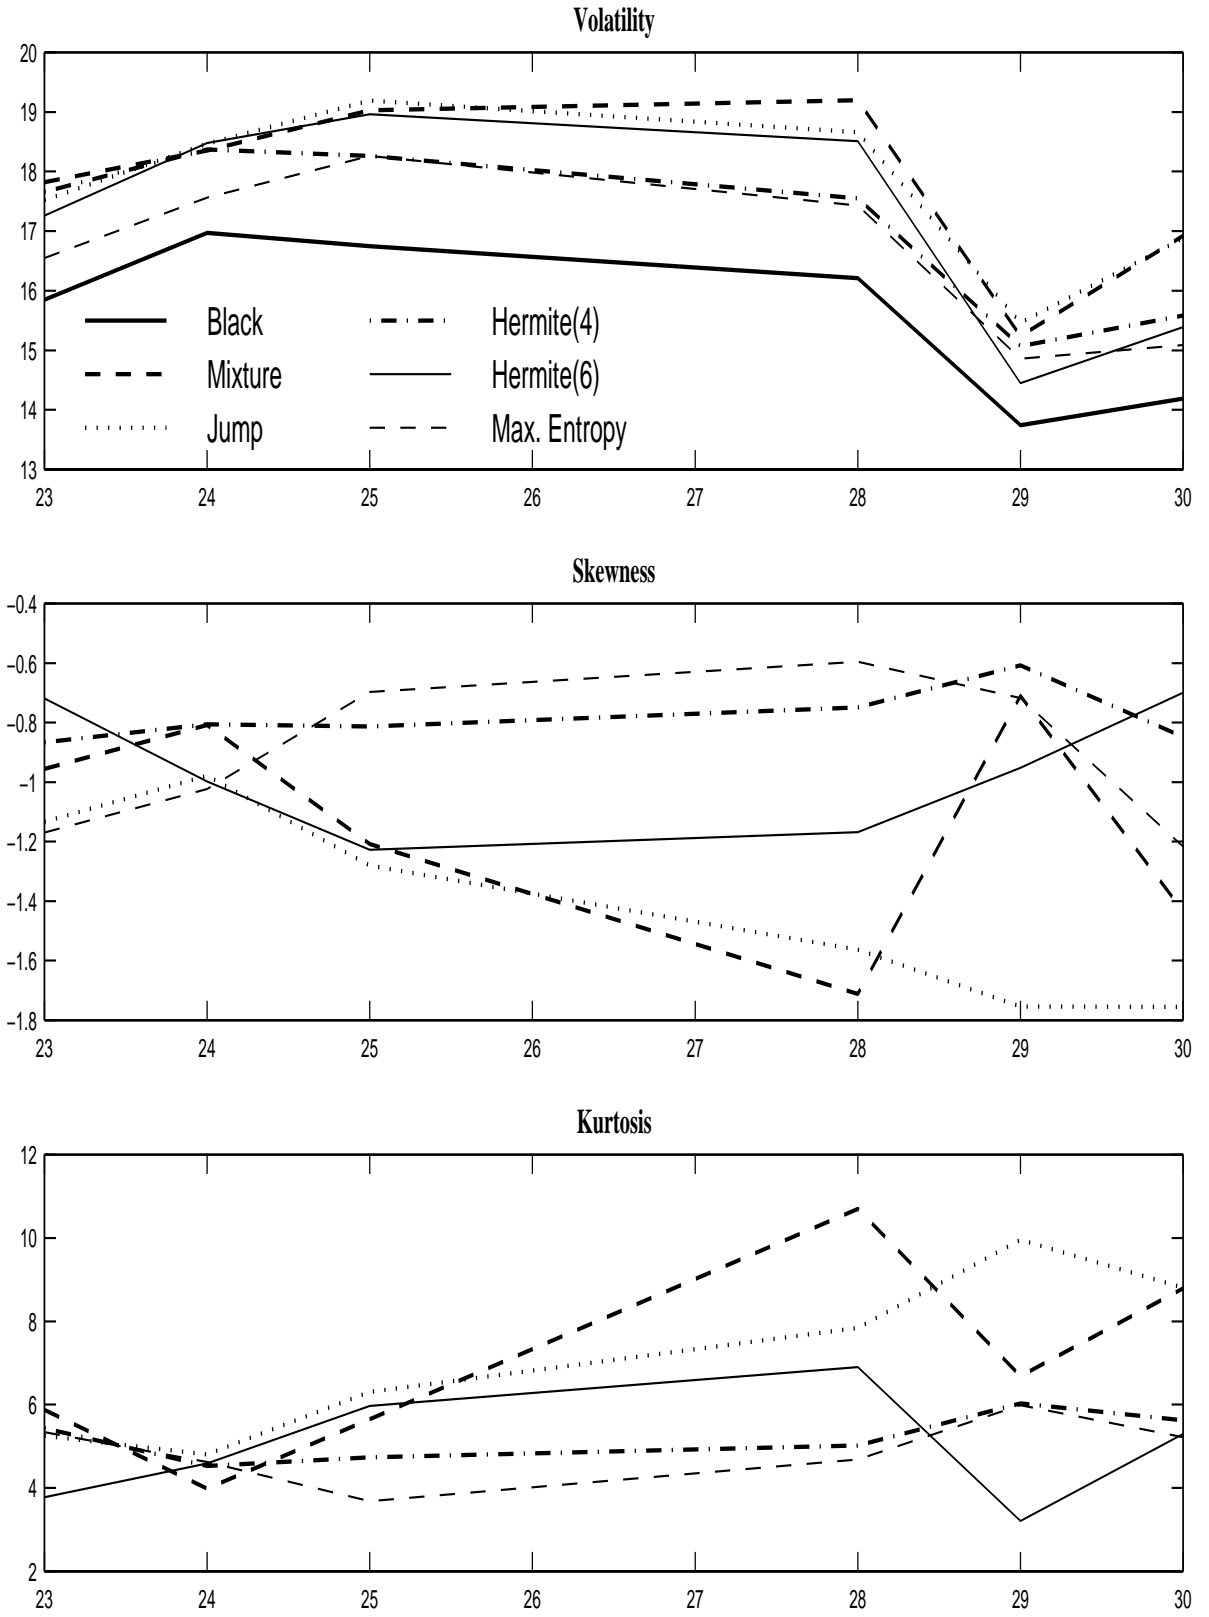 Volatility
20
19
18
17
16
15
14
13
Black
Mixture
Jump
Hermite(4)
Hermite(6)
Max. Entropy
23 24 25 26 27 28 29 30
Skewness
−0.4
−0.6
−0.8
−1
−1.2
−1.4
−1.6
−1.8
23 24 25 26 27 28 29 30
Kurtosis
12
10
8
6
4
2
23 24 25 26 27 28 29 30